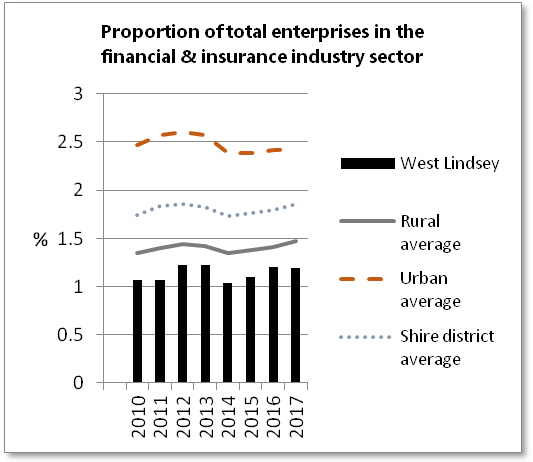 Proportion of total enterprises in the
financial & insurance industry sector
3
2.5
2
1.5
1
0.5
0
%
2010
2011
2012
2013
2014
2015
2016
2017
West Lindsey
Rural
average
Urban
average
Shire district
average